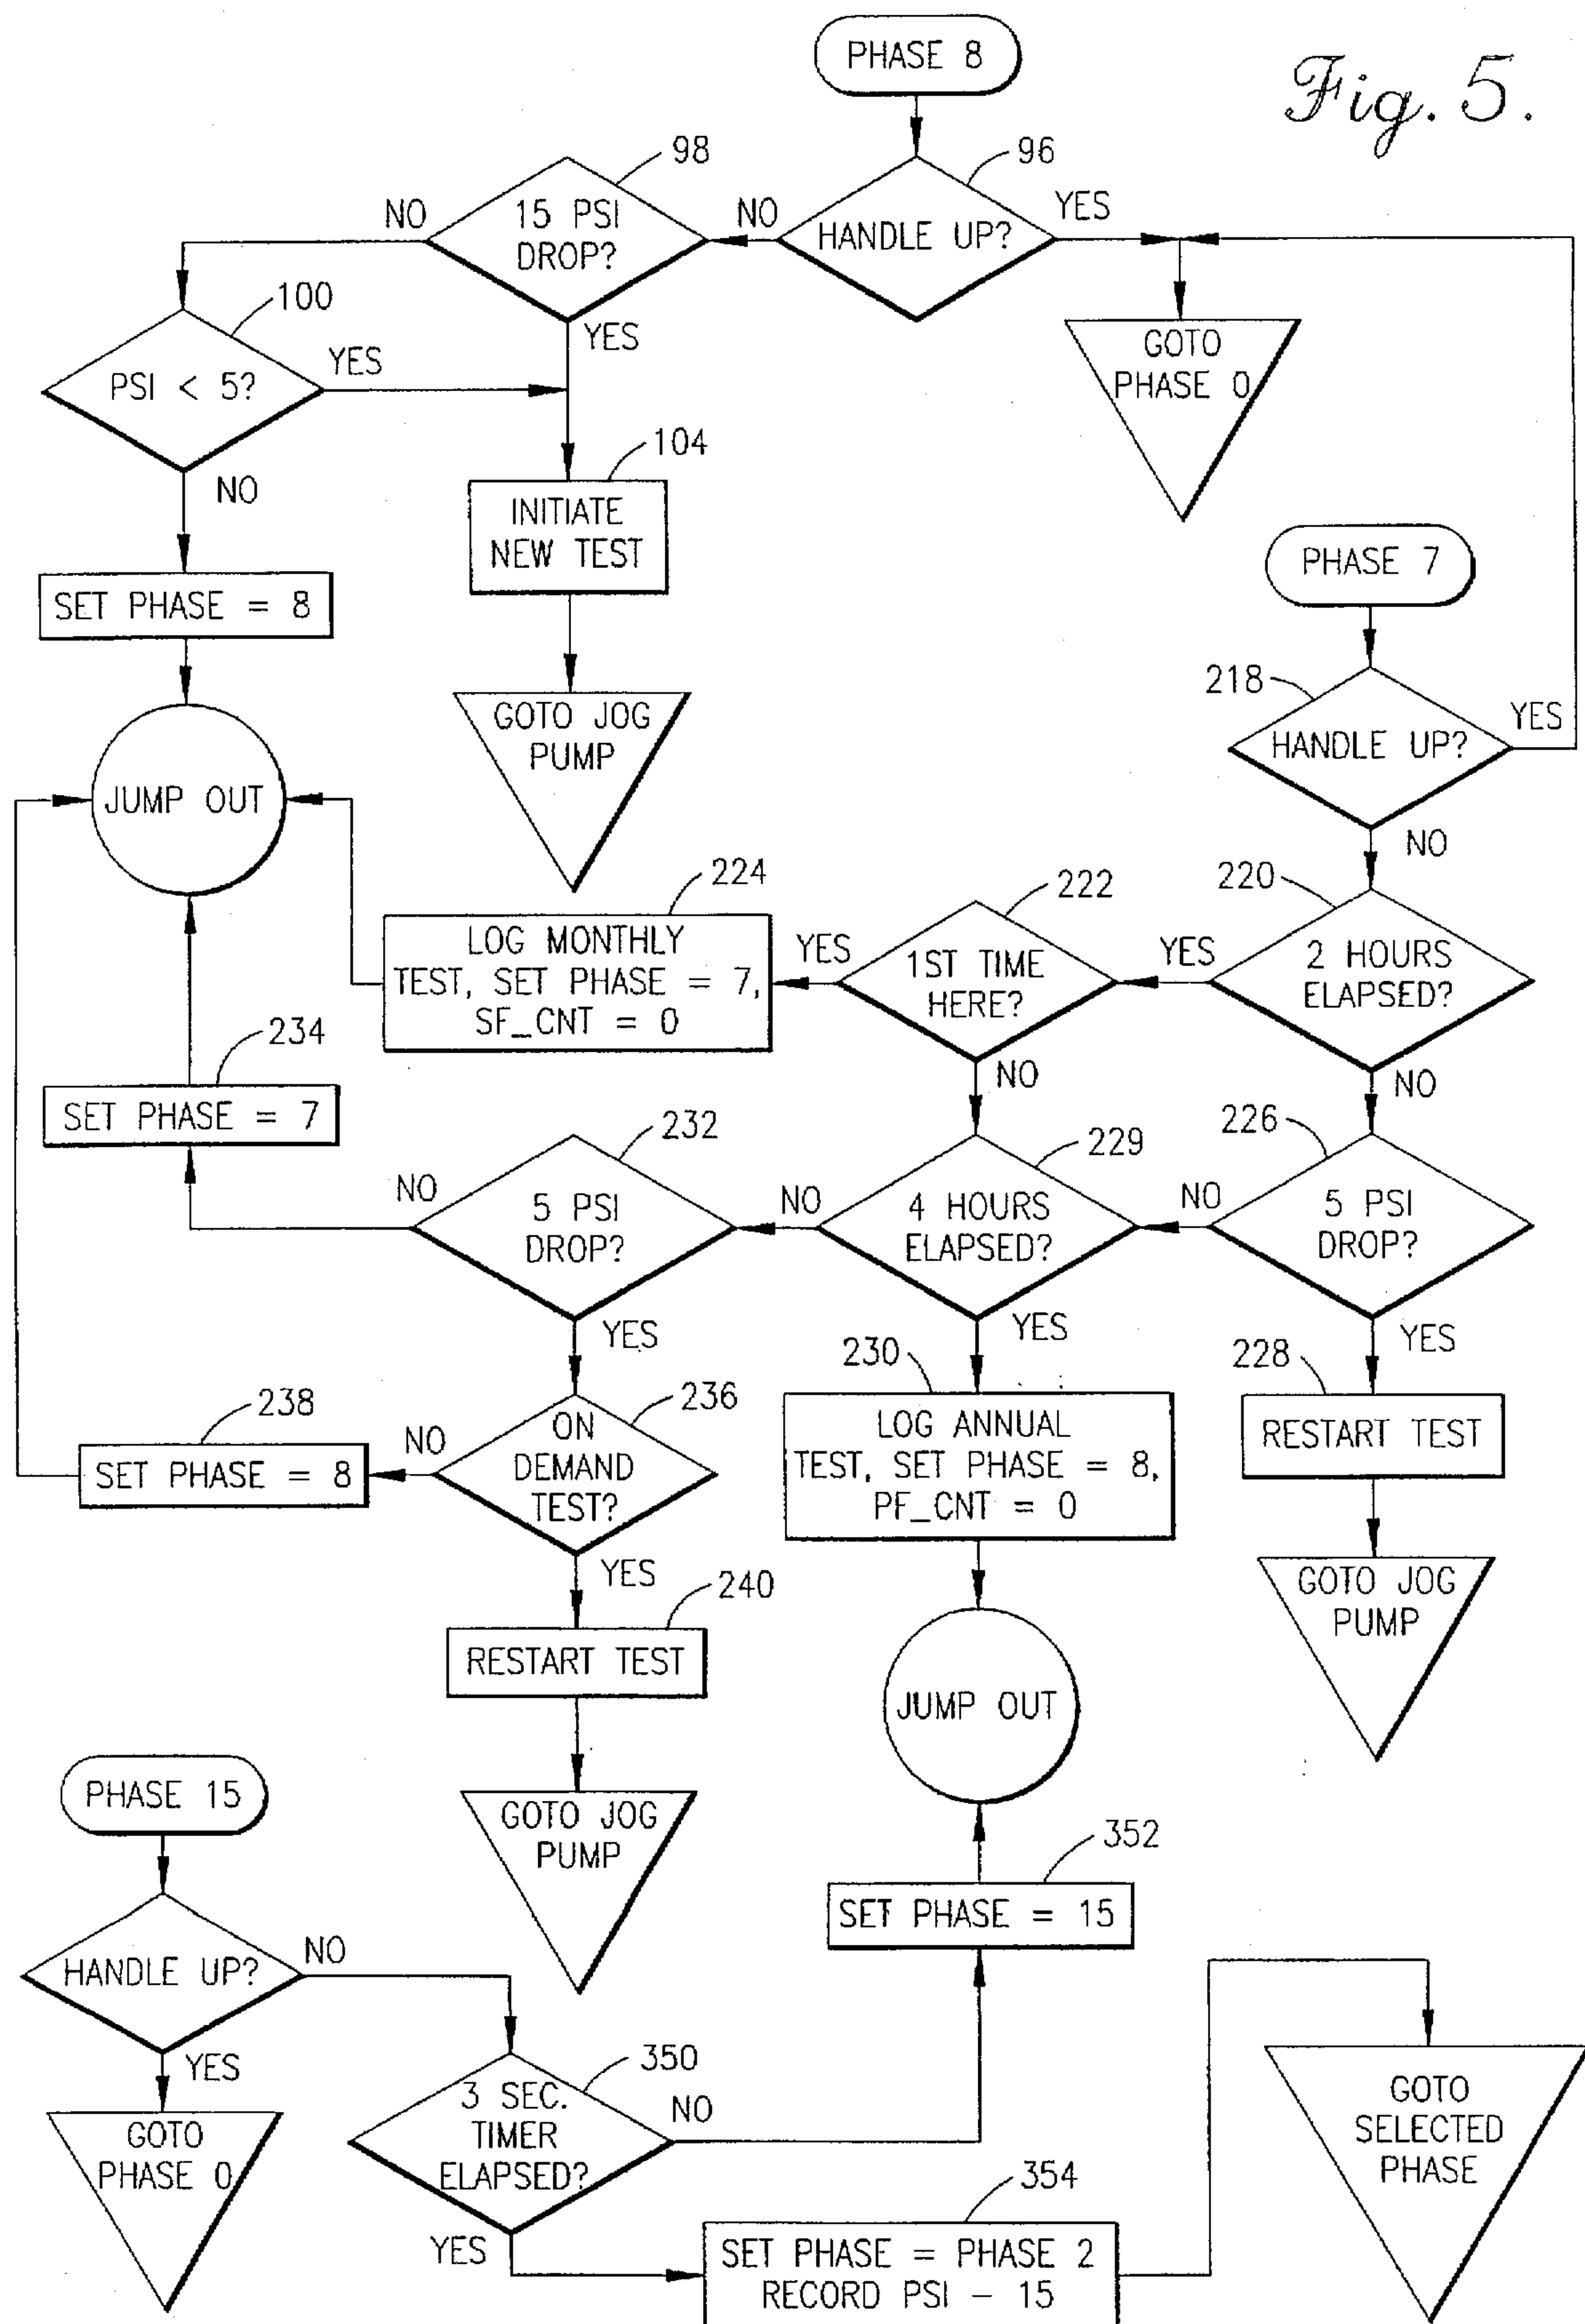 PHASE 8
Fig. 5.
98
96
NO
15 PSI
DROP?
NO
HANDLE UP?
YES
100
YES
PSI < 5?
YES
GOTO
PHASE 0
NO
104
INITIATE
NEW TEST
PHASE 7
SET PHASE = 8
218
GOTO JOG
PUMP
HANDLE UP?
YES
JUMP OUT
NO
224
222
220
LOG MONTHLY
TEST, SET PHASE = 7,
SF_CNT = 0
YES
1ST TIME
HERE?
YES
2 HOURS
ELAPSED?
234
NO
NO
SET PHASE = 7
232
229
226
NO
5 PSI
DROP?
NO
4 HOURS
ELAPSED?
NO
5 PSI
DROP?
YES
YES
YES
230
228
238
236
NO
SET PHASE = 8
ON
DEMAND
TEST?
LOG ANNUAL
TEST, SET PHASE = 8,
PF_CNT = 0
RESTART TEST
YES
240
GOTO JOG
PUMP
RESTART TEST
JUMP OUT
PHASE 15
GOTO JOG
PUMP
352
SET PHASE = 15
HANDLE UP?
NO
YES
350
3 SEC.
TIMER
ELAPSED?
NO
GOTO
PHASE 0
GOTO
SELECTED
PHASE
YES
354
SET PHASE = PHASE 2
RECORD PSI - 15